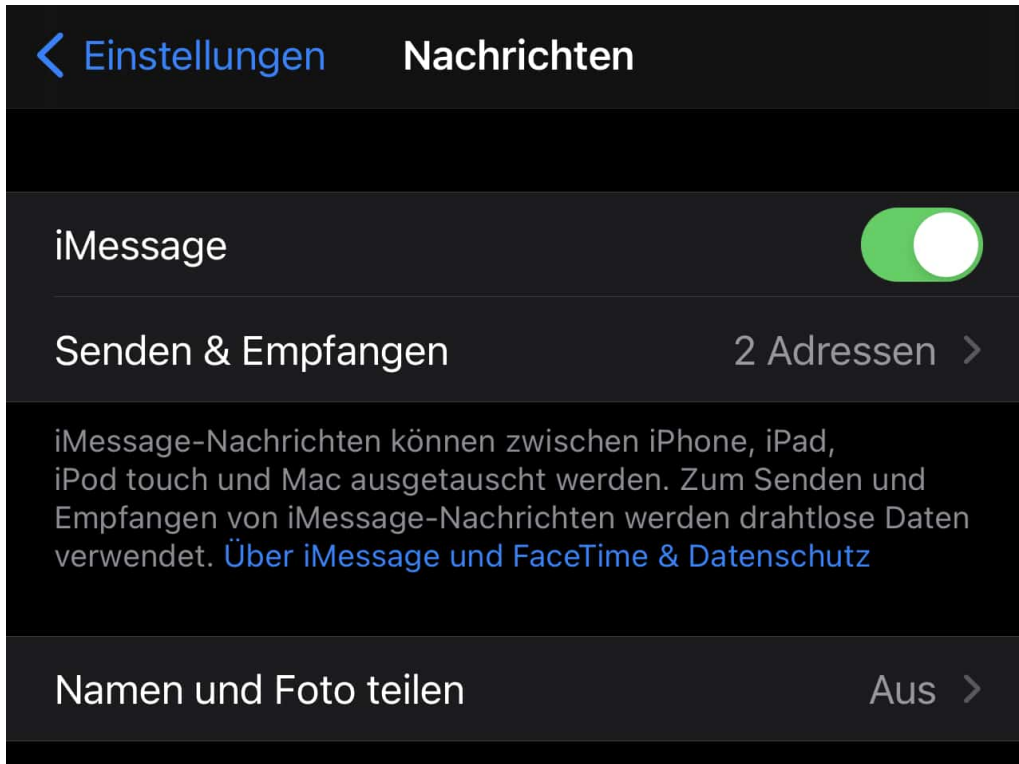 Einstellungen Nachrichten
iMessage
Senden & Empfangen 2 Adressen
iMessage-Nachrichten können zwischen iPhone, iPad,
iPod touch und Mac ausgetauscht werden. Zum Senden und
Empfangen von iMessage-Nachrichten werden drahtlose Daten
verwendet. Über iMessage und FaceTime & Datenschutz
Namen und Foto teilen Aus